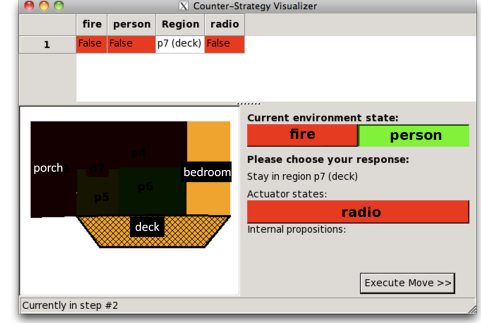 Counter-Strategy Visualizer
fire person Region radio
1 False False p7 (deck) False
Current environment state:
fire person
Please choose your response:
Stay in region p7 (deck)
Actuator states:
radio
Internal propositions:
porch
bedroom
p6
p5
deck
Execute Move >>
Currently in step #2